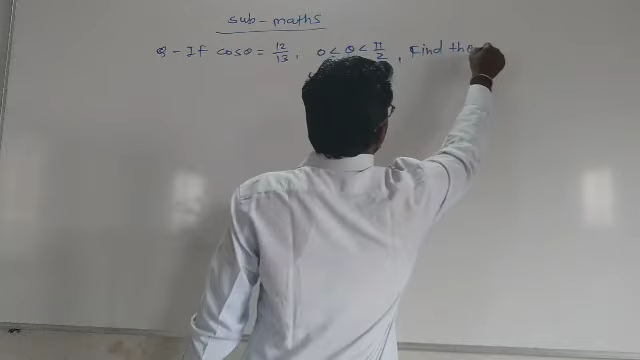 sub-maths
Q-If cosθ = 12/13, 0 < θ < π/2, Find the